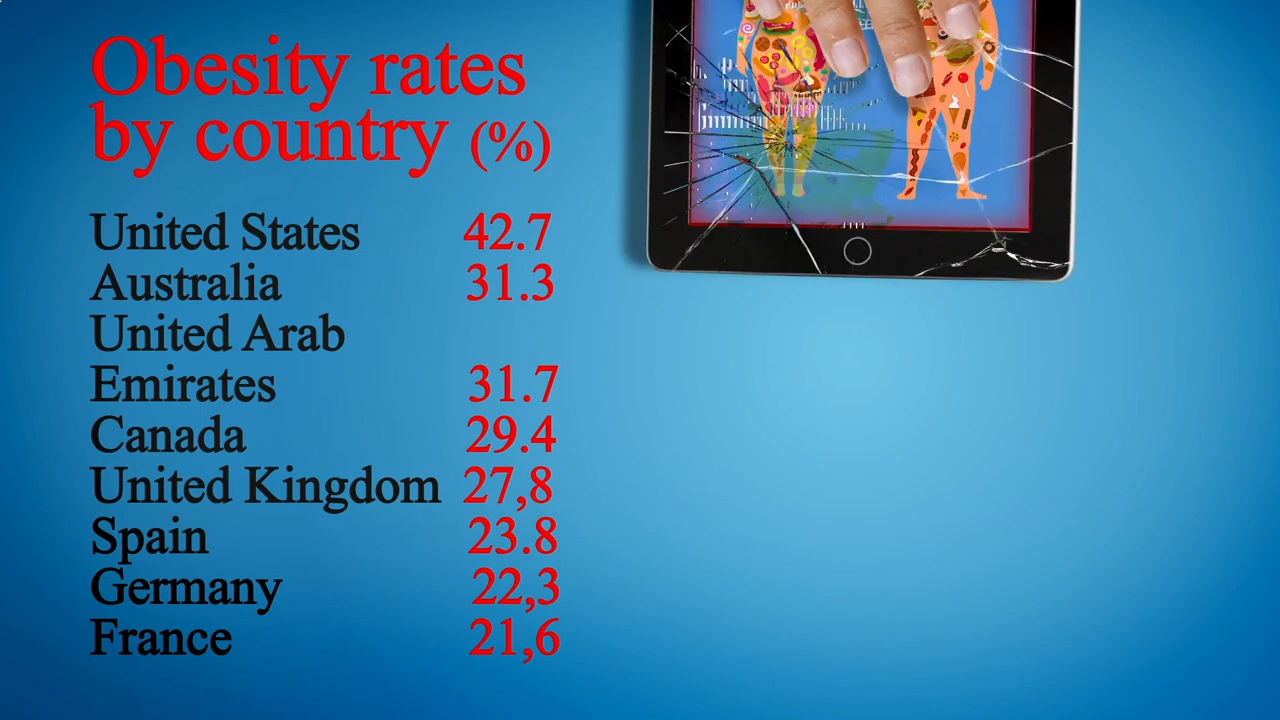 Obesity rates
by country (%)
United States 42.7
Australia 31.3
United Arab
Emirates 31.7
Canada 29.4
United Kingdom 27,8
Spain 23.8
Germany 22,3
France 21,6